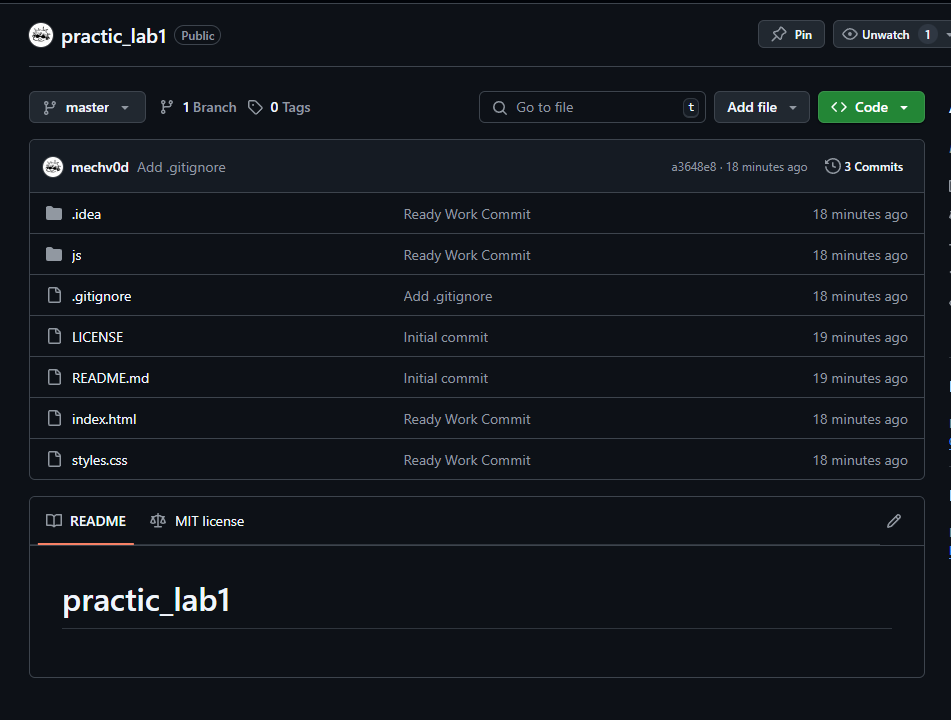 practic_lab1 Public Pin Unwatch 1
master 1 Branch 0 Tags Go to file t Add file Code
mechv0d Add .gitignore a3648e8 · 18 minutes ago 3 Commits
.idea Ready Work Commit 18 minutes ago
js Ready Work Commit 18 minutes ago
.gitignore Add .gitignore 18 minutes ago
LICENSE Initial commit 19 minutes ago
README.md Initial commit 19 minutes ago
index.html Ready Work Commit 18 minutes ago
styles.css Ready Work Commit 18 minutes ago
README MIT license
practic_lab1